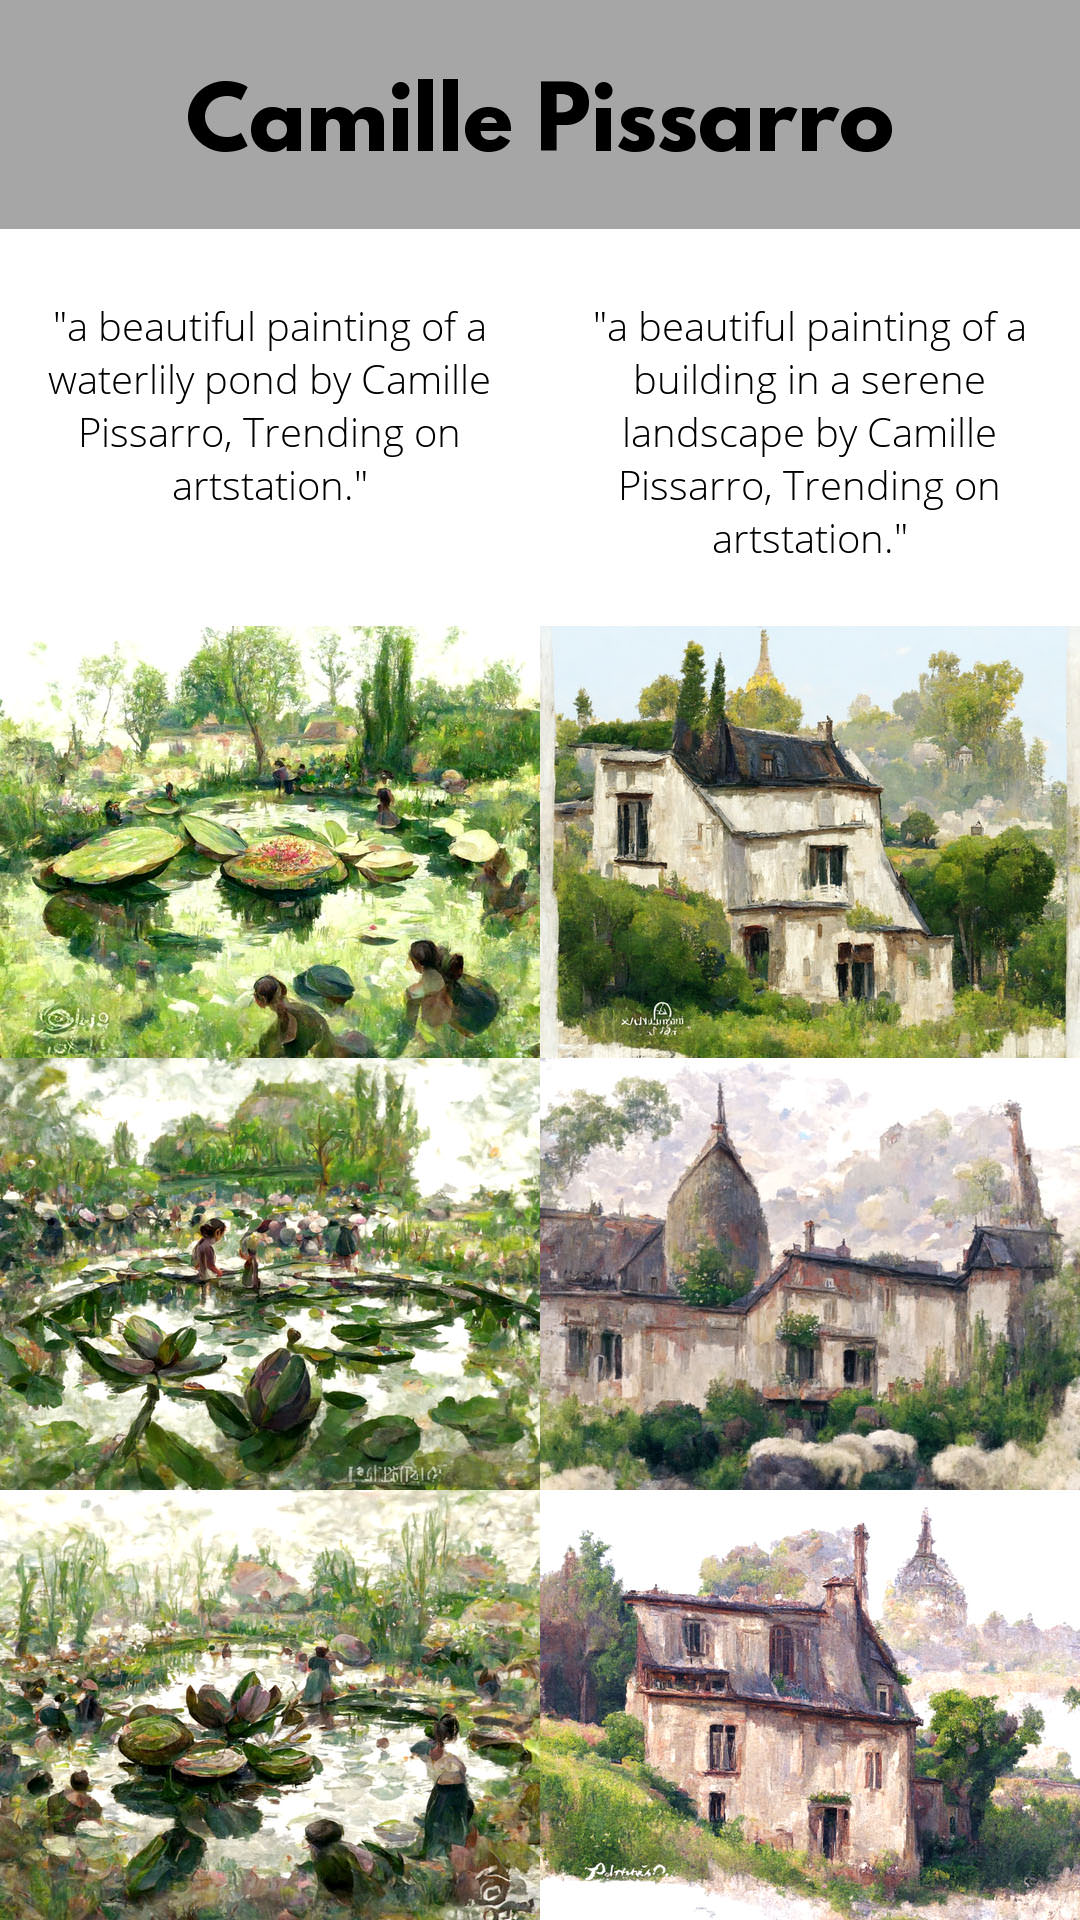 Camille Pissarro
"a beautiful painting of a
waterlily pond by Camille
Pissarro, Trending on
artstation."
"a beautiful painting of a
building in a serene
landscape by Camille
Pissarro, Trending on
artstation."